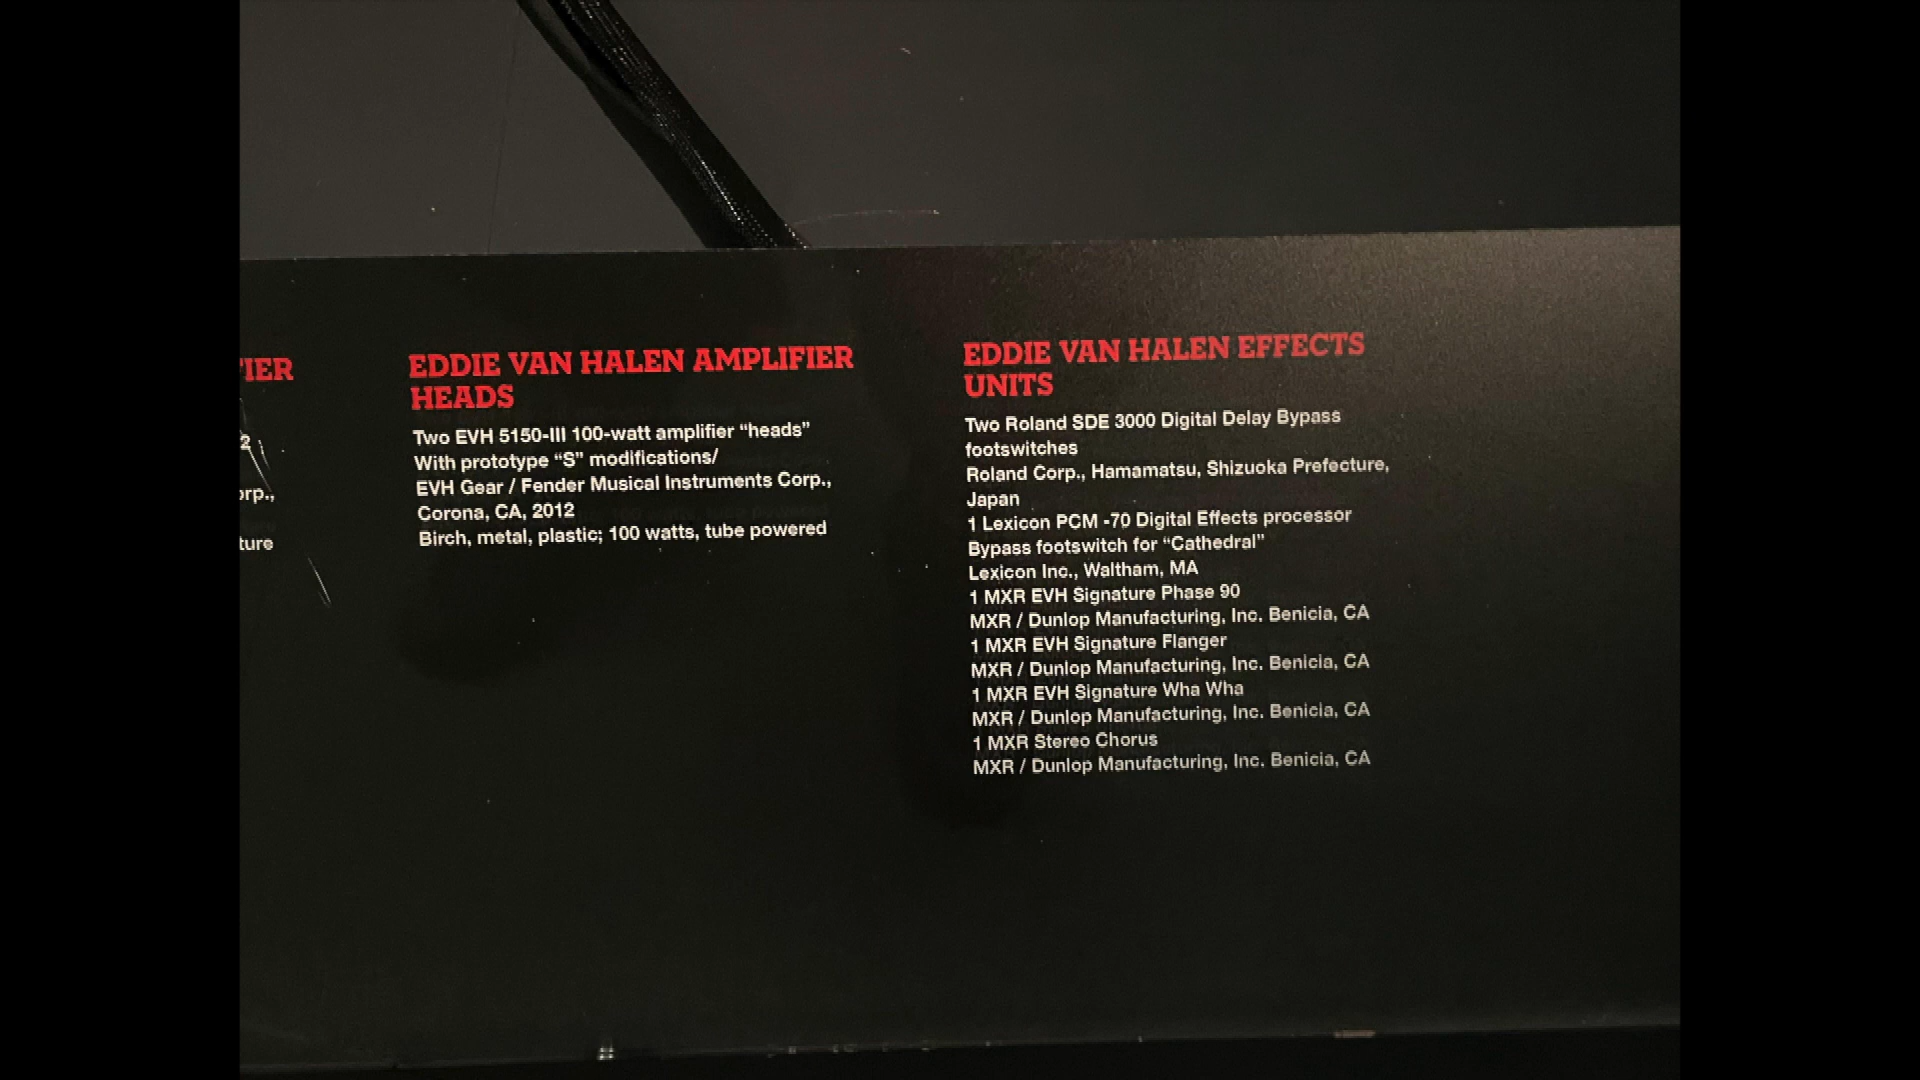 IER
2
orp.,
ture
EDDIE VAN HALEN AMPLIFIER
HEADS
Two EVH 5150-III 100-watt amplifier “heads”
With prototype “S” modifications/
EVH Gear / Fender Musical Instruments Corp.,
Corona, CA, 2012
Birch, metal, plastic; 100 watts, tube powered
EDDIE VAN HALEN EFFECTS
UNITS
Two Roland SDE 3000 Digital Delay Bypass
footswitches
Roland Corp., Hamamatsu, Shizuoka Prefecture,
Japan
1 Lexicon PCM -70 Digital Effects processor
Bypass footswitch for “Cathedral”
Lexicon Inc., Waltham, MA
1 MXR EVH Signature Phase 90
MXR / Dunlop Manufacturing, Inc. Benicia, CA
1 MXR EVH Signature Flanger
MXR / Dunlop Manufacturing, Inc. Benicia, CA
1 MXR EVH Signature Wha Wha
MXR / Dunlop Manufacturing, Inc. Benicia, CA
1 MXR Stereo Chorus
MXR / Dunlop Manufacturing, Inc. Benicia, CA